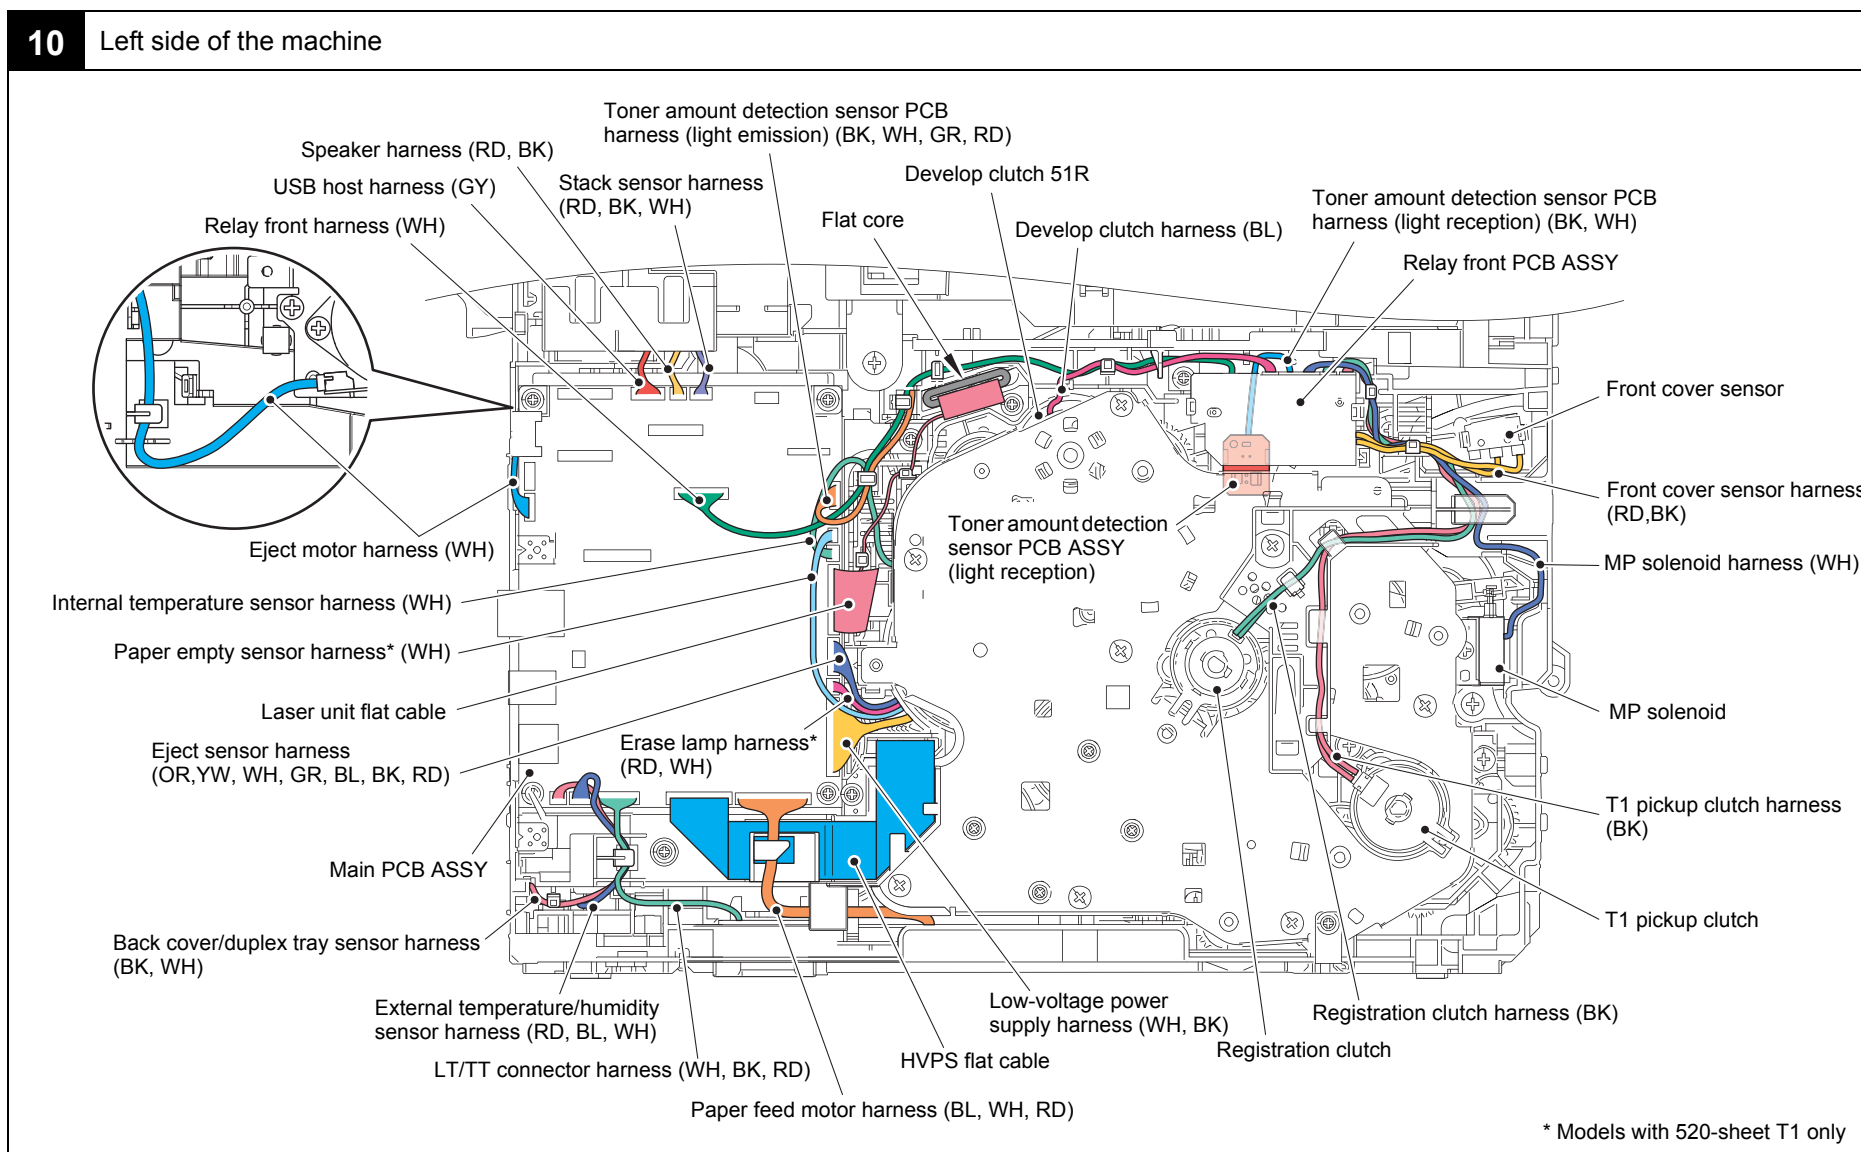 10 Left side of the machine
Toner amount detection sensor PCB
harness (light emission) (BK, WH, GR, RD)
Speaker harness (RD, BK)
USB host harness (GY)
Stack sensor harness
(RD, BK, WH)
Relay front harness (WH)
Develop clutch 51R
Flat core
Develop clutch harness (BL)
Toner amount detection sensor PCB
harness (light reception) (BK, WH)
Relay front PCB ASSY
Front cover sensor
Front cover sensor harness
(RD,BK)
MP solenoid harness (WH)
MP solenoid
T1 pickup clutch harness
(BK)
T1 pickup clutch
Toner amount detection
sensor PCB ASSY
(light reception)
Eject motor harness (WH)
Internal temperature sensor harness (WH)
Paper empty sensor harness* (WH)
Laser unit flat cable
Eject sensor harness
(OR,YW, WH, GR, BL, BK, RD)
Erase lamp harness*
(RD, WH)
Main PCB ASSY
Back cover/duplex tray sensor harness
(BK, WH)
External temperature/humidity
sensor harness (RD, BL, WH)
LT/TT connector harness (WH, BK, RD)
Paper feed motor harness (BL, WH, RD)
HVPS flat cable
Low-voltage power
supply harness (WH, BK)
Registration clutch
Registration clutch harness (BK)
* Models with 520-sheet T1 only